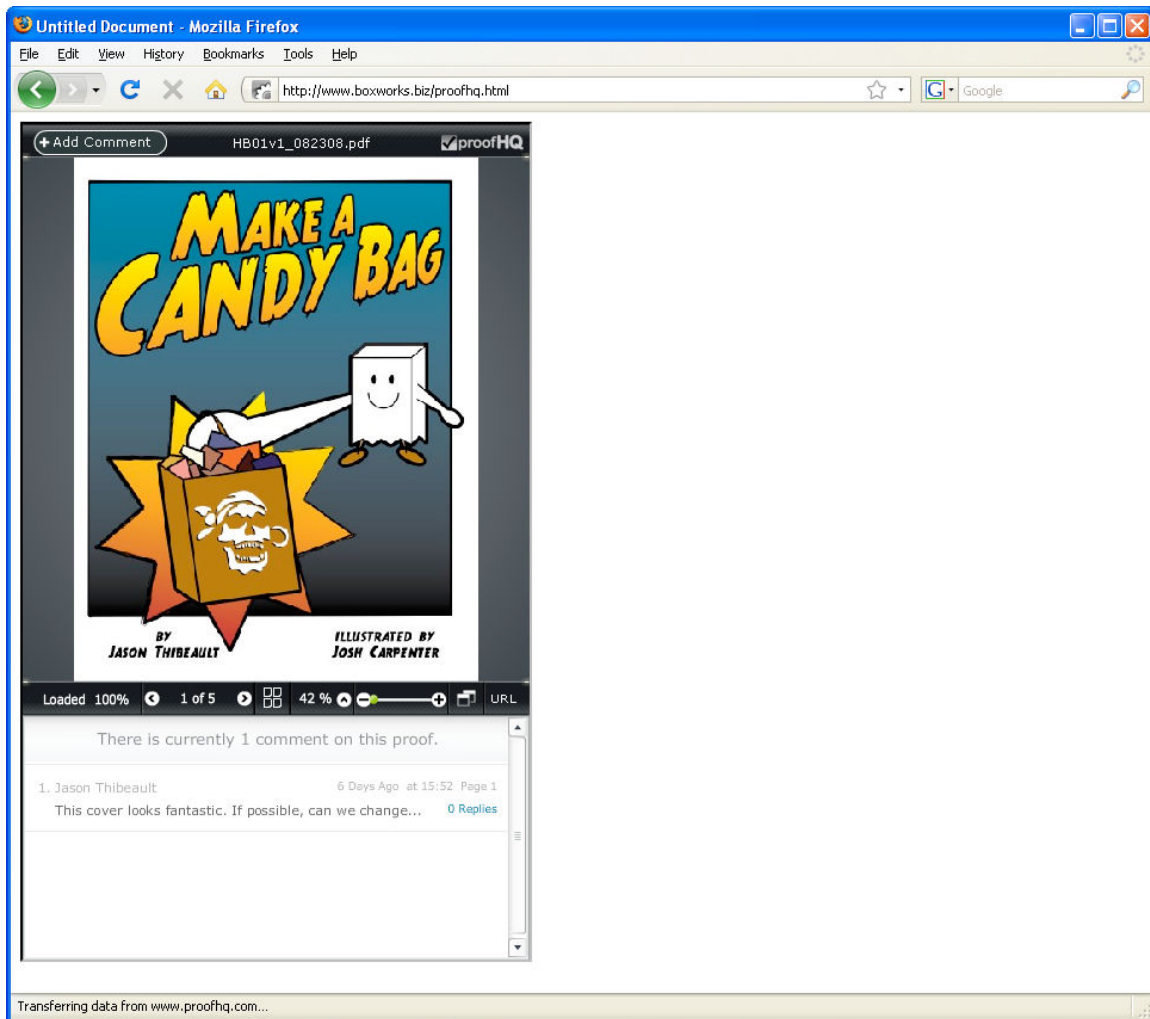 Untitled Document - Mozilla Firefox
File Edit View History Bookmarks Tools Help
http://www.boxworks.biz/proofhq.html
G Google
+ Add Comment HB01v1_082308.pdf proofHQ
MAKE A
CANDY BAG
BY ILLUSTRATED BY
JASON THIBEAULT JOSH CARPENTER
Loaded 100% 1 of 5 42 % URL
There is currently 1 comment on this proof.
1. Jason Thibeault 6 Days Ago at 15:52 Page 1
This cover looks fantastic. If possible, can we change... 0 Replies
Transferring data from www.proofhq.com...